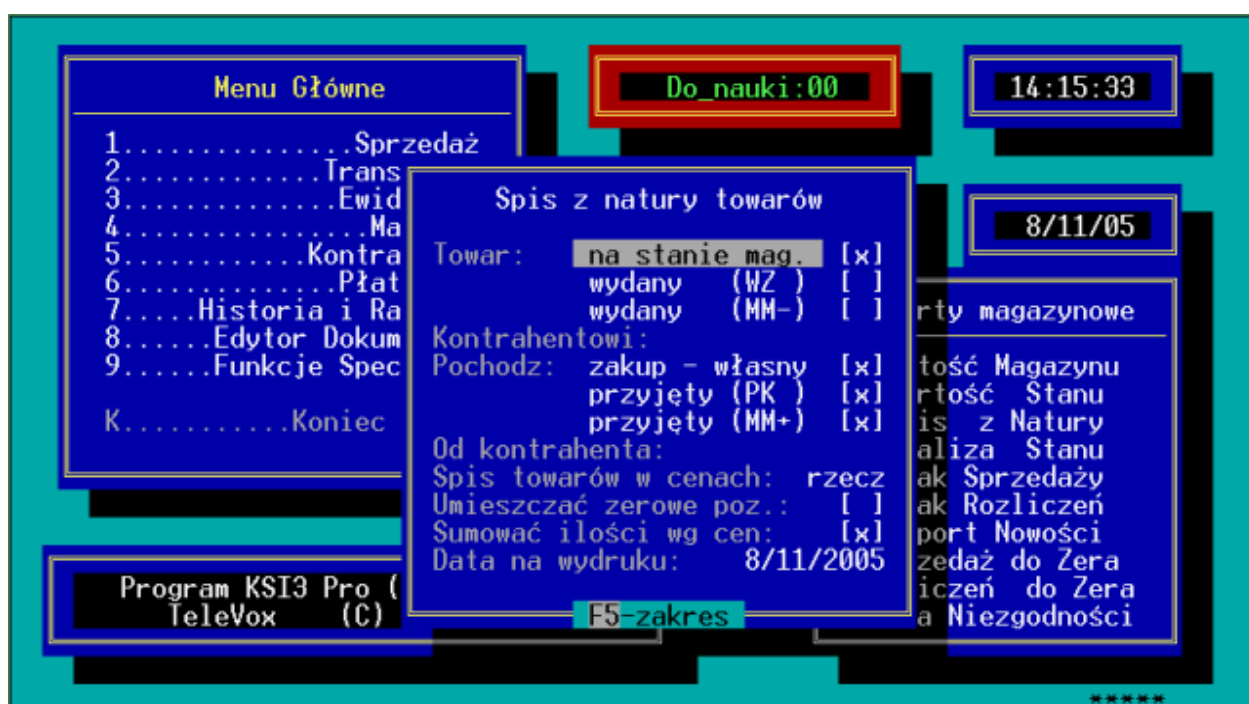 Menu Główne
1...............Sprzedaż
2.............Trans
3..............Ewid
4................Ma
5............Kontra
6..............Płat
7.....Historia i Ra
8......Edytor Dokum
9......Funkcje Spec
K...........Koniec
Do_nauki:00
14:15:33
8/11/05
Spis z natury towarów
Towar: na stanie mag. [x]
wydany (WZ ) [ ]
wydany (MM-) [ ]
Kontrahentowi:
Pochodz: zakup - własny [x]
przyjęty (PK ) [x]
przyjęty (MM+) [x]
Od kontrahenta:
Spis towarów w cenach: rzecz
Umieszczać zerowe poz.: [ ]
Sumować ilości wg cen: [x]
Data na wydruku: 8/11/2005
F5-zakres
rty magazynowe
tość Magazynu
rtość Stanu
is z Natury
aliza Stanu
ak Sprzedaży
ak Rozliczeń
port Nowości
zedaż do Zera
iczeń do Zera
a Niezgodności
Program KSI3 Pro (
TeleVox (C)
*****